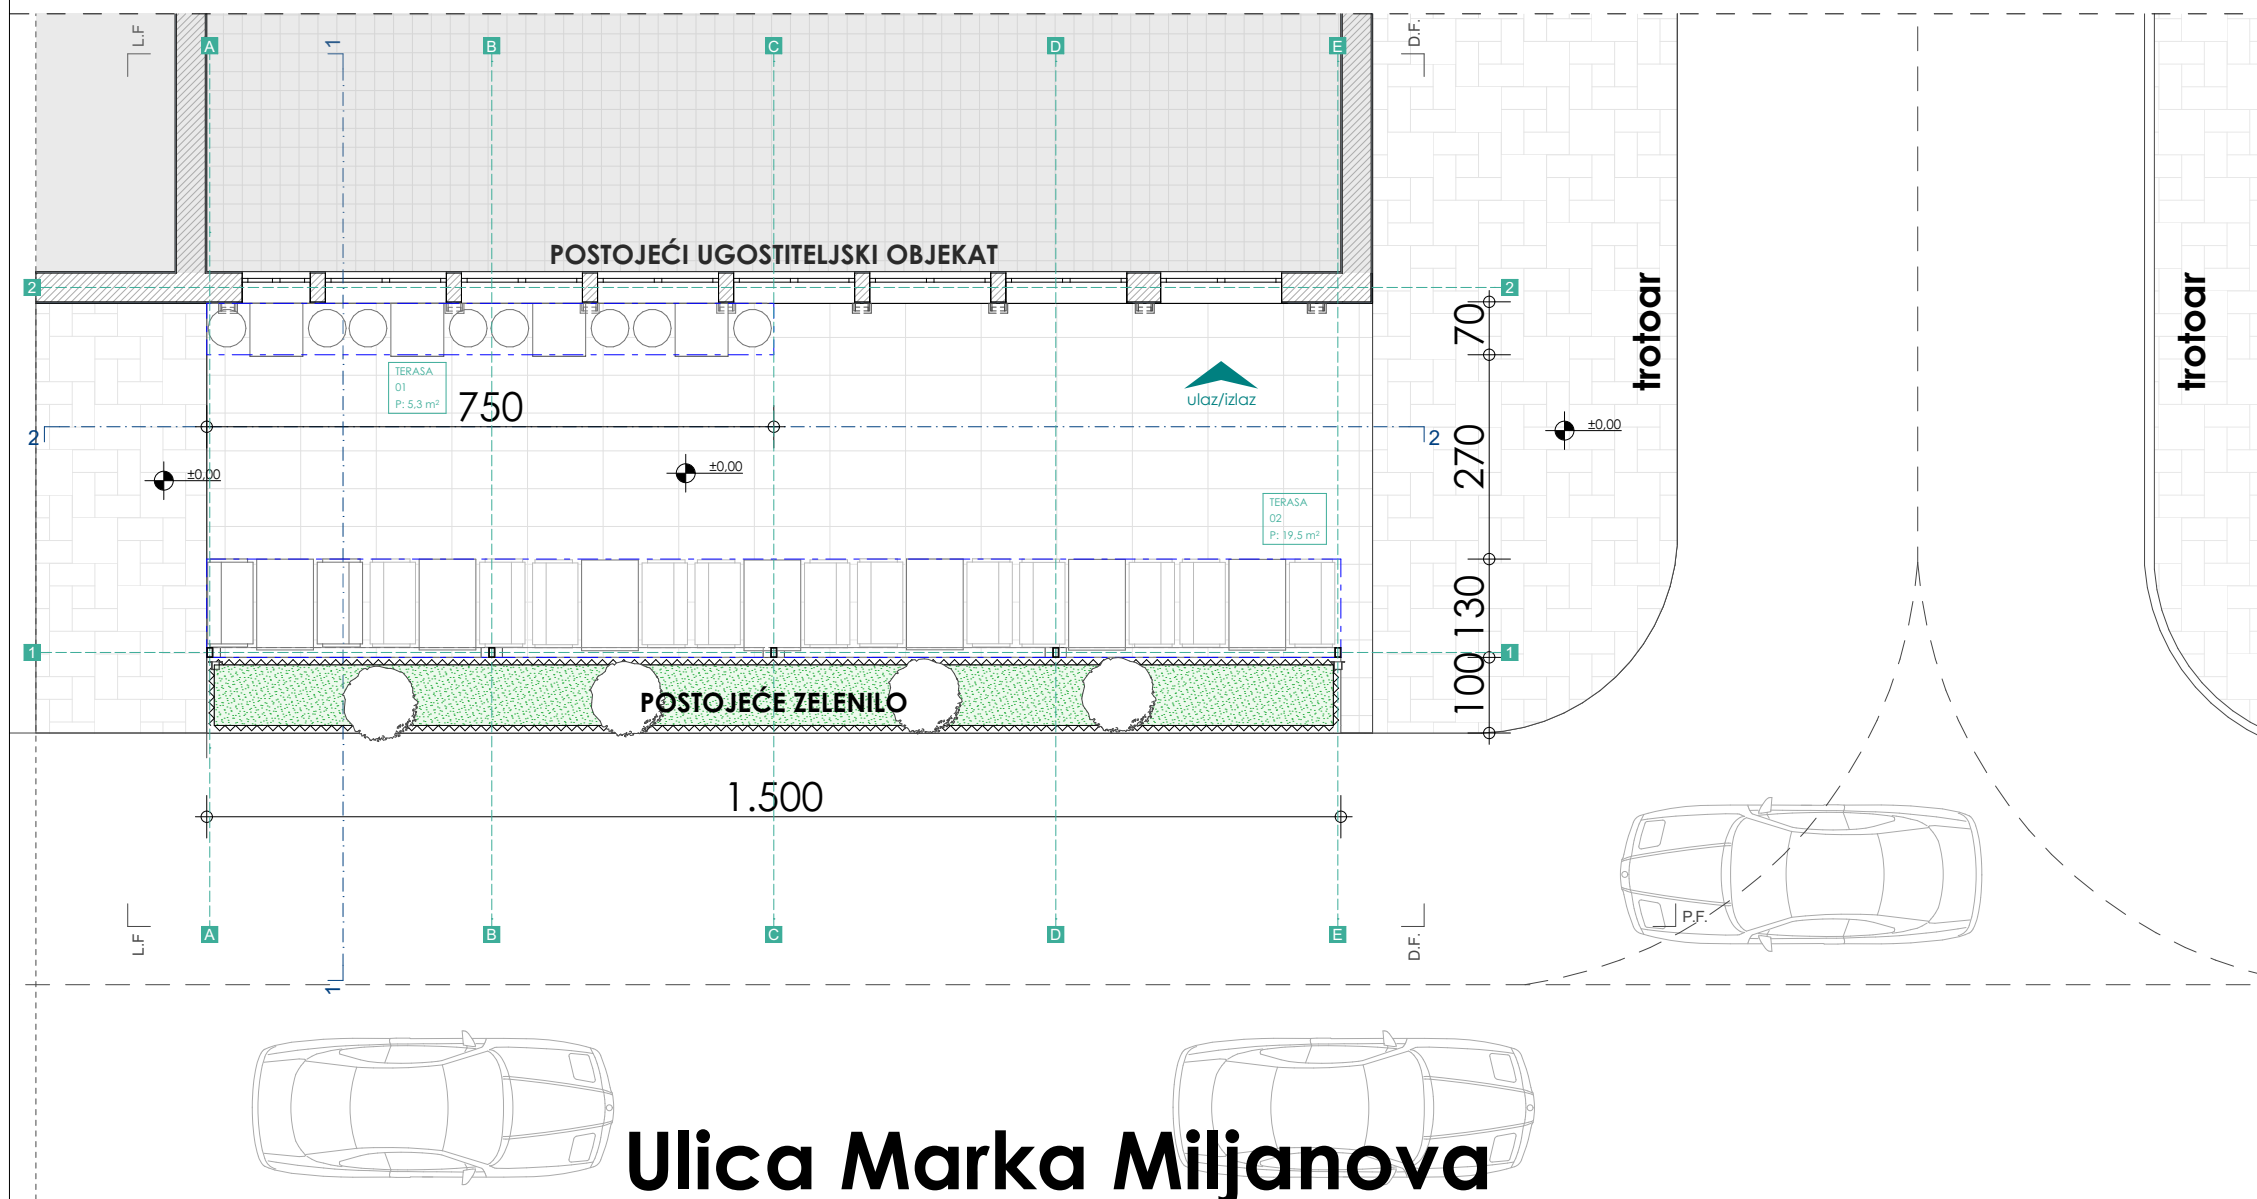 L.F
A
1
B
C
D
E
D.F.
POSTOJEĆI UGOSTITELJSKI OBJEKAT
2
2
70
trotoar
trotoar
TERASA
01
P: 5,3 m²
750
ulaz/izlaz
2
2
±0,00
270
±0,00
±0,00
TERASA
02
P: 19,5 m²
130
1
1
100
POSTOJEĆE ZELENILO
1.500
L.F
A
B
C
D
E
D.F.
P.F.
1
Ulica Marka Miljanova